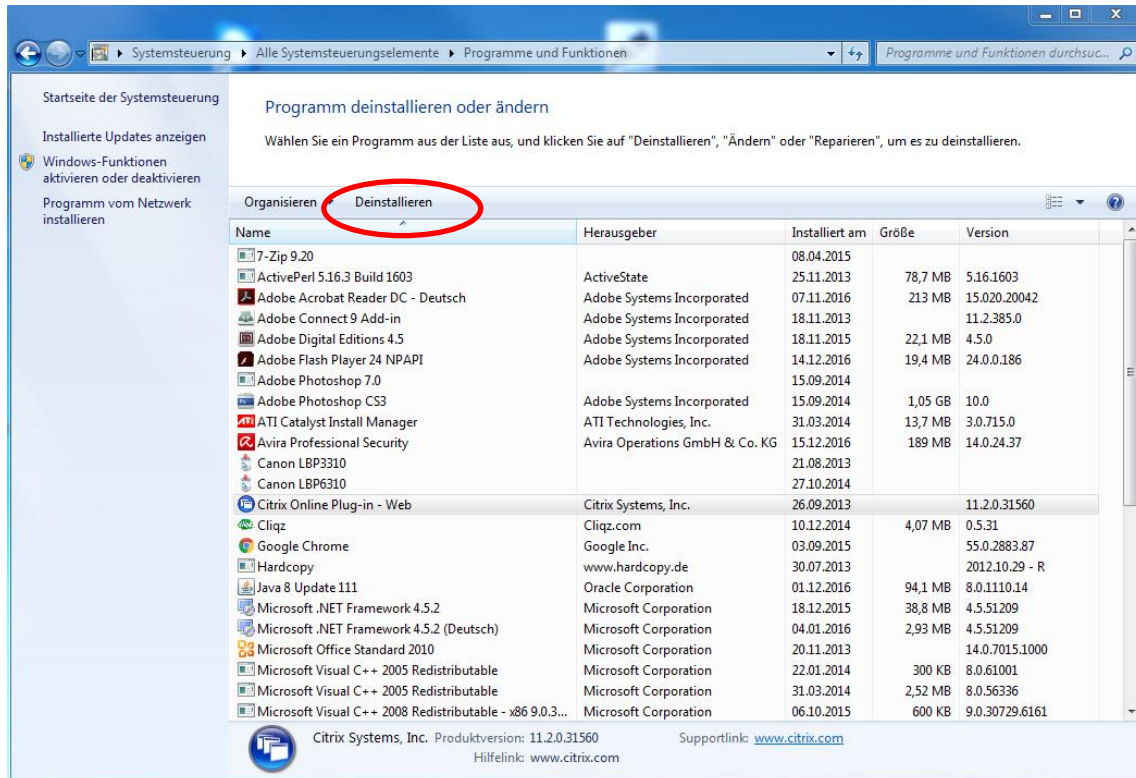 Systemsteuerung Alle Systemsteuerungselemente Programme und Funktionen Programme und Funktionen durchsuc...
Startseite der Systemsteuerung
Installierte Updates anzeigen
Windows-Funktionen
aktivieren oder deaktivieren
Programm vom Netzwerk
installieren
Programm deinstallieren oder ändern
Wählen Sie ein Programm aus der Liste aus, und klicken Sie auf "Deinstallieren", "Ändern" oder "Reparieren", um es zu deinstallieren.
Organisieren Deinstallieren
Name Herausgeber Installiert am Größe Version
7-Zip 9.20 08.04.2015
ActivePerl 5.16.3 Build 1603 ActiveState 25.11.2013 78,7 MB 5.16.1603
Adobe Acrobat Reader DC - Deutsch Adobe Systems Incorporated 07.11.2016 213 MB 15.020.20042
Adobe Connect 9 Add-in Adobe Systems Incorporated 18.11.2013 11.2.385.0
Adobe Digital Editions 4.5 Adobe Systems Incorporated 18.11.2015 22,1 MB 4.5.0
Adobe Flash Player 24 NPAPI Adobe Systems Incorporated 14.12.2016 19,4 MB 24.0.0.186
Adobe Photoshop 7.0 15.09.2014
Adobe Photoshop CS3 Adobe Systems Incorporated 15.09.2014 1,05 GB 10.0
ATI ATI Catalyst Install Manager ATI Technologies, Inc. 31.03.2014 13,7 MB 3.0.715.0
Avira Professional Security Avira Operations GmbH & Co. KG 15.12.2016 189 MB 14.0.24.37
Canon LBP3310 21.08.2013
Canon LBP6310 27.10.2014
Citrix Online Plug-in - Web Citrix Systems, Inc. 26.09.2013 11.2.0.31560
Cliqz Cliqz.com 10.12.2014 4,07 MB 0.5.31
Google Chrome Google Inc. 03.09.2015 55.0.2883.87
Hardcopy www.hardcopy.de 30.07.2013 2012.10.29 - R
Java 8 Update 111 Oracle Corporation 01.12.2016 94,1 MB 8.0.1110.14
Microsoft .NET Framework 4.5.2 Microsoft Corporation 18.12.2015 38,8 MB 4.5.51209
Microsoft .NET Framework 4.5.2 (Deutsch) Microsoft Corporation 04.01.2016 2,93 MB 4.5.51209
Microsoft Office Standard 2010 Microsoft Corporation 20.11.2013 14.0.7015.1000
Microsoft Visual C++ 2005 Redistributable Microsoft Corporation 22.01.2014 300 KB 8.0.61001
Microsoft Visual C++ 2005 Redistributable Microsoft Corporation 31.03.2014 2,52 MB 8.0.56336
Microsoft Visual C++ 2008 Redistributable - x86 9.0.3... Microsoft Corporation 06.10.2015 600 KB 9.0.30729.6161
Citrix Systems, Inc. Produktversion: 11.2.0.31560 Supportlink: www.citrix.com
Hilfelink: www.citrix.com